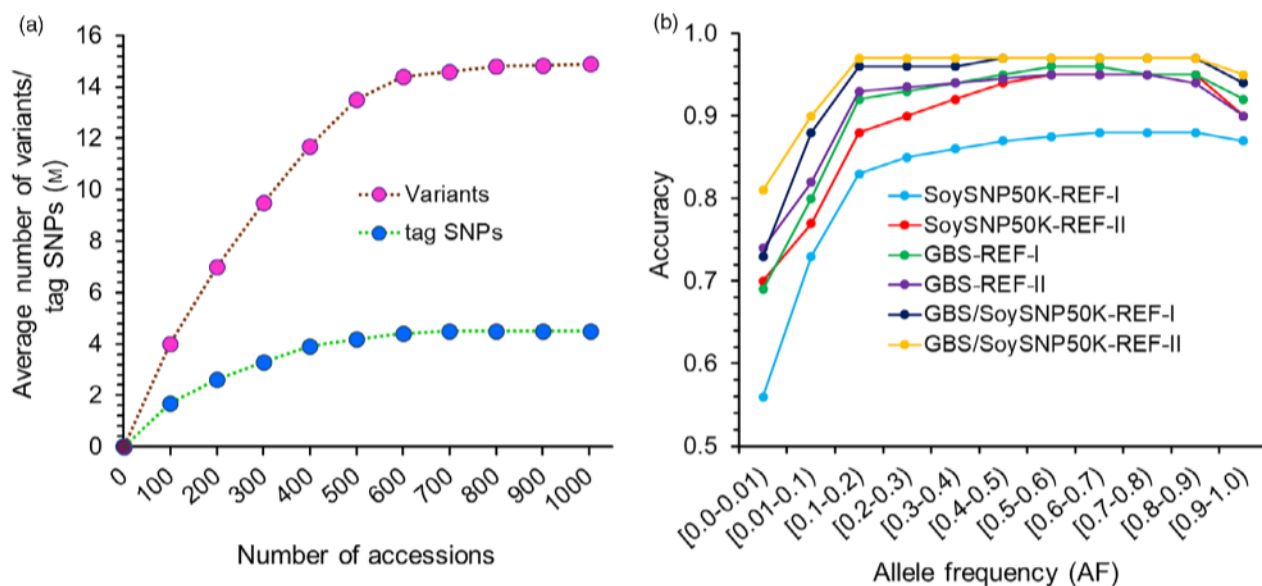 (a)
Average number of variants/
tag SNPs (M)
16
14
12
10
8
6
4
2
0
Variants
tag SNPs
0
100
200
300
400
500
600
700
800
900
1000
Number of accessions
(b)
Accuracy
1.0
0.9
0.8
0.7
0.6
0.5
SoySNP50K-REF-I
SoySNP50K-REF-II
GBS-REF-I
GBS-REF-II
GBS/SoySNP50K-REF-I
GBS/SoySNP50K-REF-II
[0.0-0.01)
[0.01-0.1)
[0.1-0.2)
[0.2-0.3)
[0.3-0.4)
[0.4-0.5)
[0.5-0.6)
[0.6-0.7)
[0.7-0.8)
[0.8-0.9)
[0.9-1.0)
Allele frequency (AF)